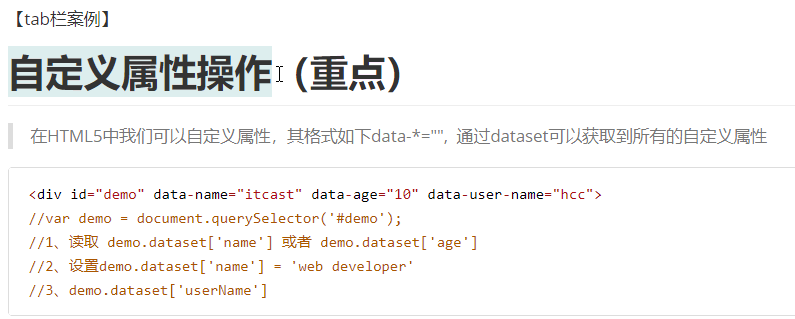 【tab栏案例】
自定义属性操作（重点）
在HTML5中我们可以自定义属性，其格式如下data-*=""，通过dataset可以获取到所有的自定义属性
<div id="demo" data-name="itcast" data-age="10" data-user-name="hcc">
//var demo = document.querySelector('#demo');
//1、读取 demo.dataset['name'] 或者 demo.dataset['age']
//2、设置demo.dataset['name'] = 'web developer'
//3、demo.dataset['userName']